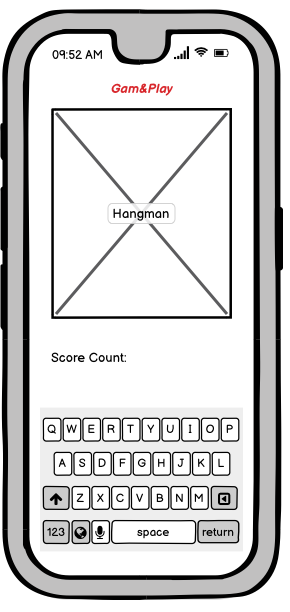 09:52 AM
Gam&Play
Hangman
Score Count:
Q W E R T Y U I O P
A S D F G H J K L
Z X C V B N M
123 space return